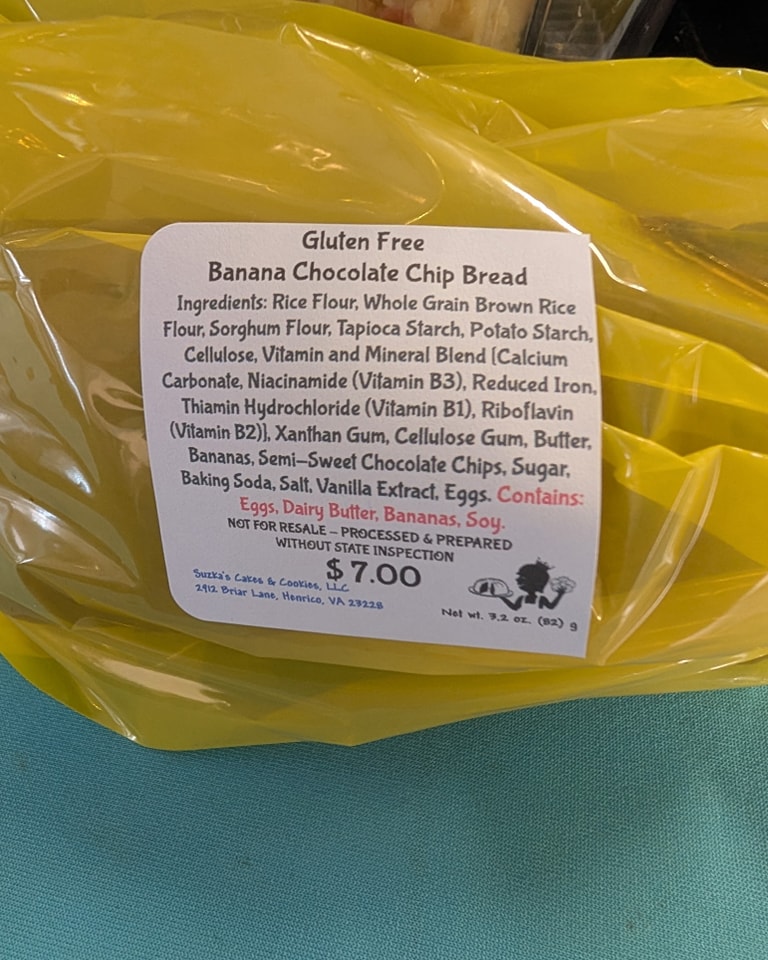 Gluten Free
Banana Chocolate Chip Bread
Ingredients: Rice Flour, Whole Grain Brown Rice
Flour, Sorghum Flour, Tapioca Starch, Potato Starch,
Cellulose, Vitamin and Mineral Blend [Calcium
Carbonate, Niacinamide (Vitamin B3), Reduced Iron,
Thiamin Hydrochloride (Vitamin B1), Riboflavin
(Vitamin B2)], Xanthan Gum, Cellulose Gum, Butter,
Bananas, Semi-Sweet Chocolate Chips, Sugar,
Baking Soda, Salt, Vanilla Extract, Eggs. Contains:
Eggs, Dairy Butter, Bananas, Soy.
NOT FOR RESALE – PROCESSED & PREPARED
WITHOUT STATE INSPECTION
$7.00
Suzka's Cakes & Cookies, LLC
2912 Briar Lane, Henrico, VA 23228
Net wt. 3.2 oz. (82) g